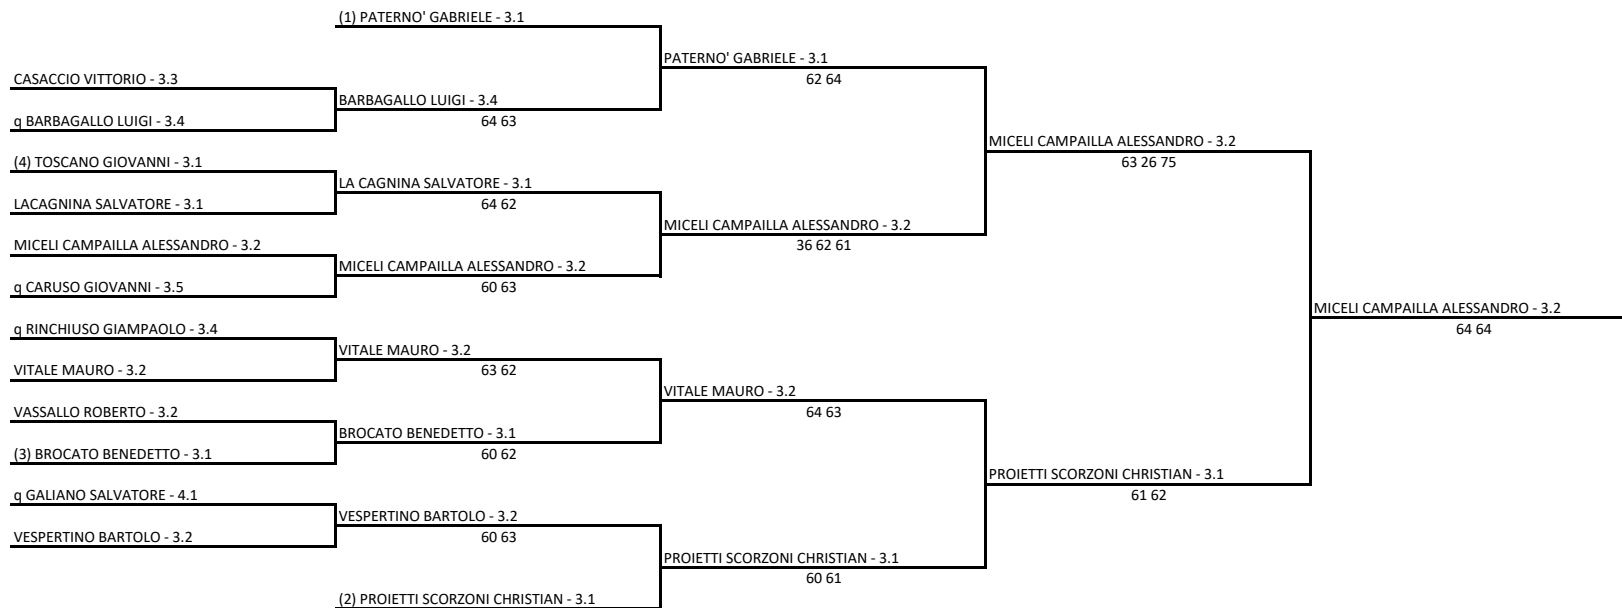 (1) PATERNO' GABRIELE - 3.1
PATERNO' GABRIELE - 3.1
62 64
CASACCIO VITTORIO - 3.3
BARBAGALLO LUIGI - 3.4
64 63
q BARBAGALLO LUIGI - 3.4
MICELI CAMPAILLA ALESSANDRO - 3.2
63 26 75
(4) TOSCANO GIOVANNI - 3.1
LA CAGNINA SALVATORE - 3.1
64 62
LACAGNINA SALVATORE - 3.1
MICELI CAMPAILLA ALESSANDRO - 3.2
36 62 61
MICELI CAMPAILLA ALESSANDRO - 3.2
MICELI CAMPAILLA ALESSANDRO - 3.2
60 63
q CARUSO GIOVANNI - 3.5
MICELI CAMPAILLA ALESSANDRO - 3.2
64 64
q RINCHIUSO GIAMPAOLO - 3.4
VITALE MAURO - 3.2
63 62
VITALE MAURO - 3.2
VITALE MAURO - 3.2
64 63
VASSALLO ROBERTO - 3.2
BROCATO BENEDETTO - 3.1
60 62
(3) BROCATO BENEDETTO - 3.1
PROIETTI SCORZONI CHRISTIAN - 3.1
61 62
q GALIANO SALVATORE - 4.1
VESPERTINO BARTOLO - 3.2
60 63
VESPERTINO BARTOLO - 3.2
PROIETTI SCORZONI CHRISTIAN - 3.1
60 61
(2) PROIETTI SCORZONI CHRISTIAN - 3.1